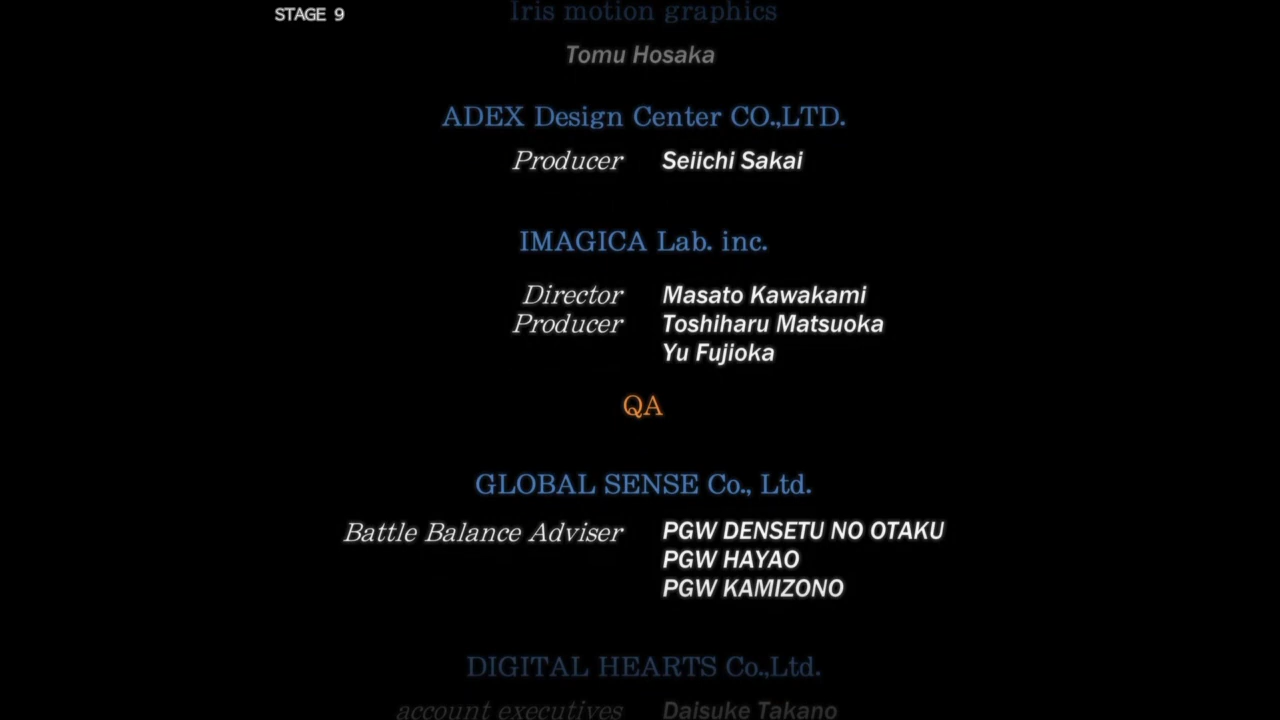 STAGE 9
Iris motion graphics
Tomu Hosaka
ADEX Design Center CO.,LTD.
Producer Seiichi Sakai
IMAGICA Lab. inc.
Director Masato Kawakami
Producer Toshiharu Matsuoka
Yu Fujioka
QA
GLOBAL SENSE Co., Ltd.
Battle Balance Adviser PGW DENSETU NO OTAKU
PGW HAYAO
PGW KAMIZONO
DIGITAL HEARTS Co.,Ltd.
account executives Daisuke Takano